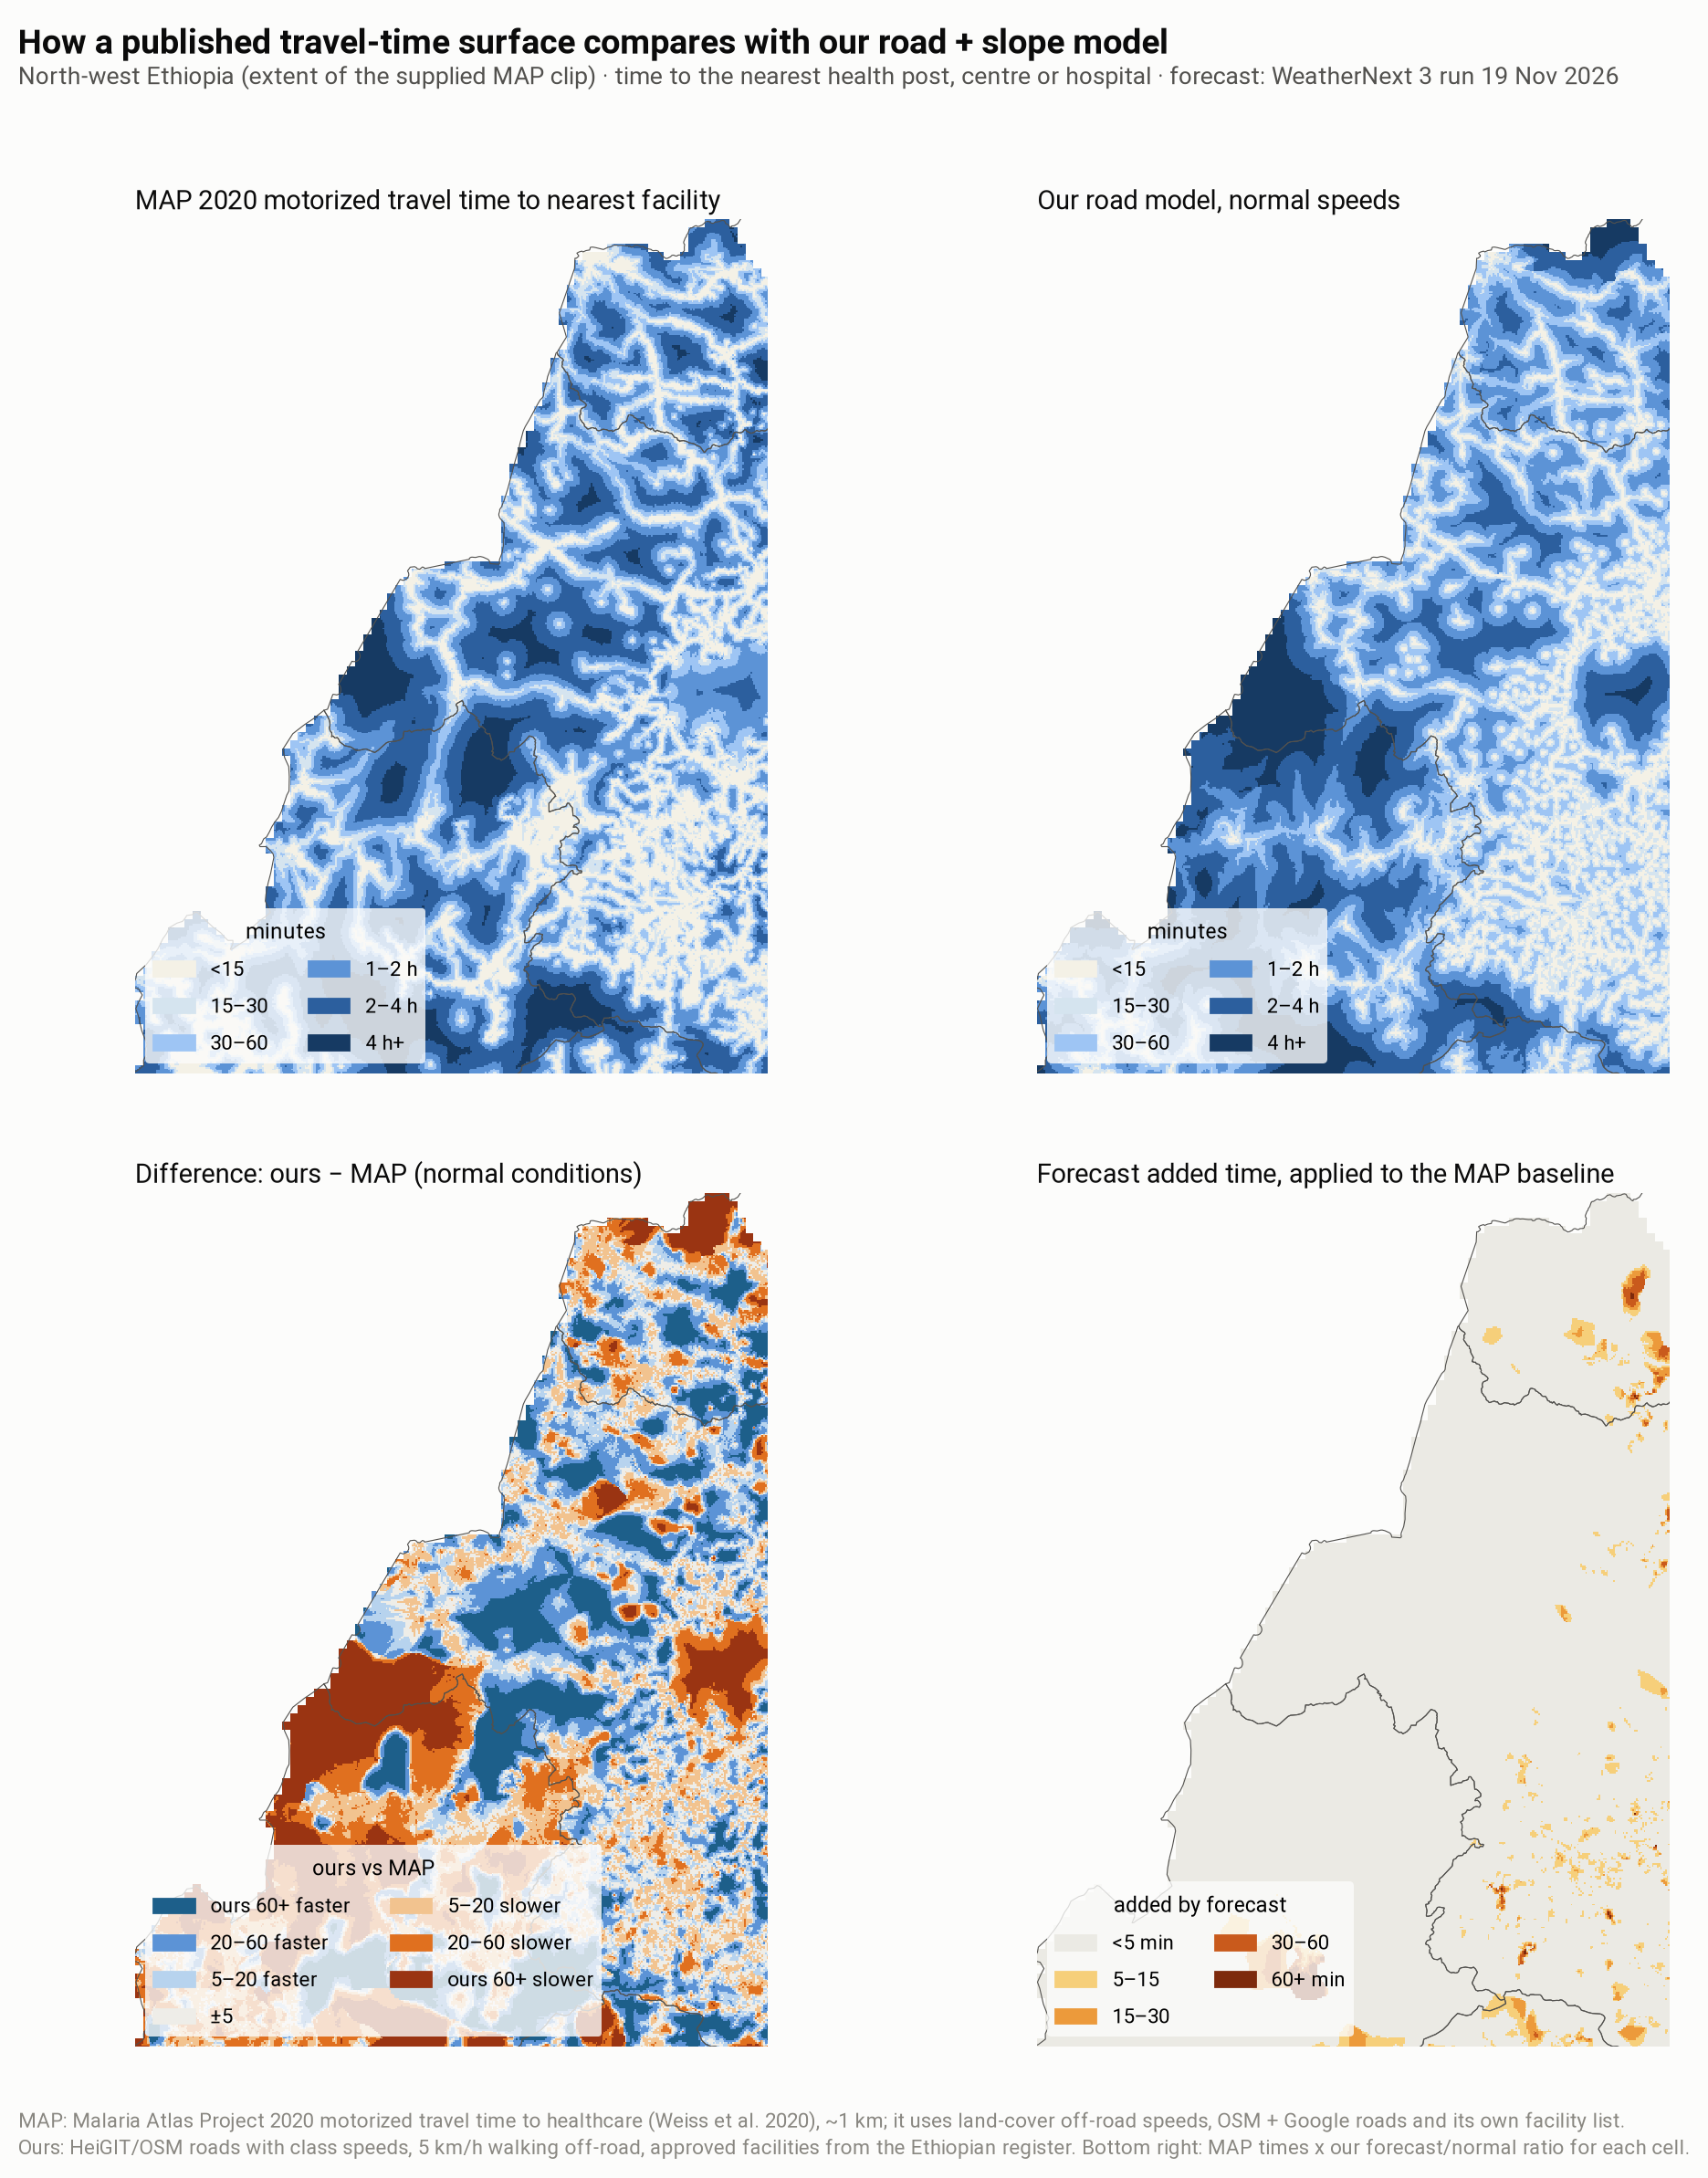 How a published travel-time surface compares with our road + slope model
North-west Ethiopia (extent of the supplied MAP clip) · time to the nearest health post, centre or hospital · forecast: WeatherNext 3 run 19 Nov 2026
MAP 2020 motorized travel time to nearest facility
Our road model, normal speeds
minutes
<15
1–2 h
15–30
2–4 h
30–60
4 h+
minutes
<15
1–2 h
15–30
2–4 h
30–60
4 h+
Difference: ours − MAP (normal conditions)
Forecast added time, applied to the MAP baseline
ours vs MAP
ours 60+ faster
5–20 slower
20–60 faster
20–60 slower
5–20 faster
ours 60+ slower
±5
added by forecast
<5 min
30–60
5–15
60+ min
15–30
MAP: Malaria Atlas Project 2020 motorized travel time to healthcare (Weiss et al. 2020), ~1 km; it uses land-cover off-road speeds, OSM + Google roads and its own facility list.
Ours: HeiGIT/OSM roads with class speeds, 5 km/h walking off-road, approved facilities from the Ethiopian register. Bottom right: MAP times x our forecast/normal ratio for each cell.